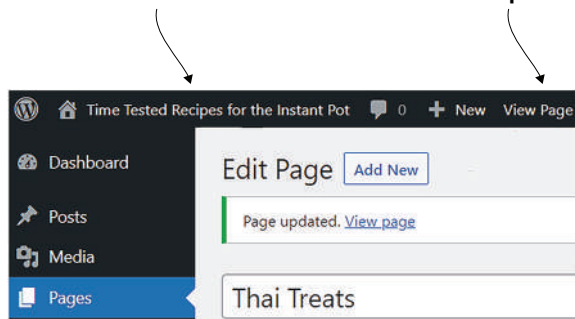 Time Tested Recipes for the Instant Pot 0 New View Page
Dashboard
Edit Page Add New
Posts
Page updated. View page
Media
Pages
Thai Treats